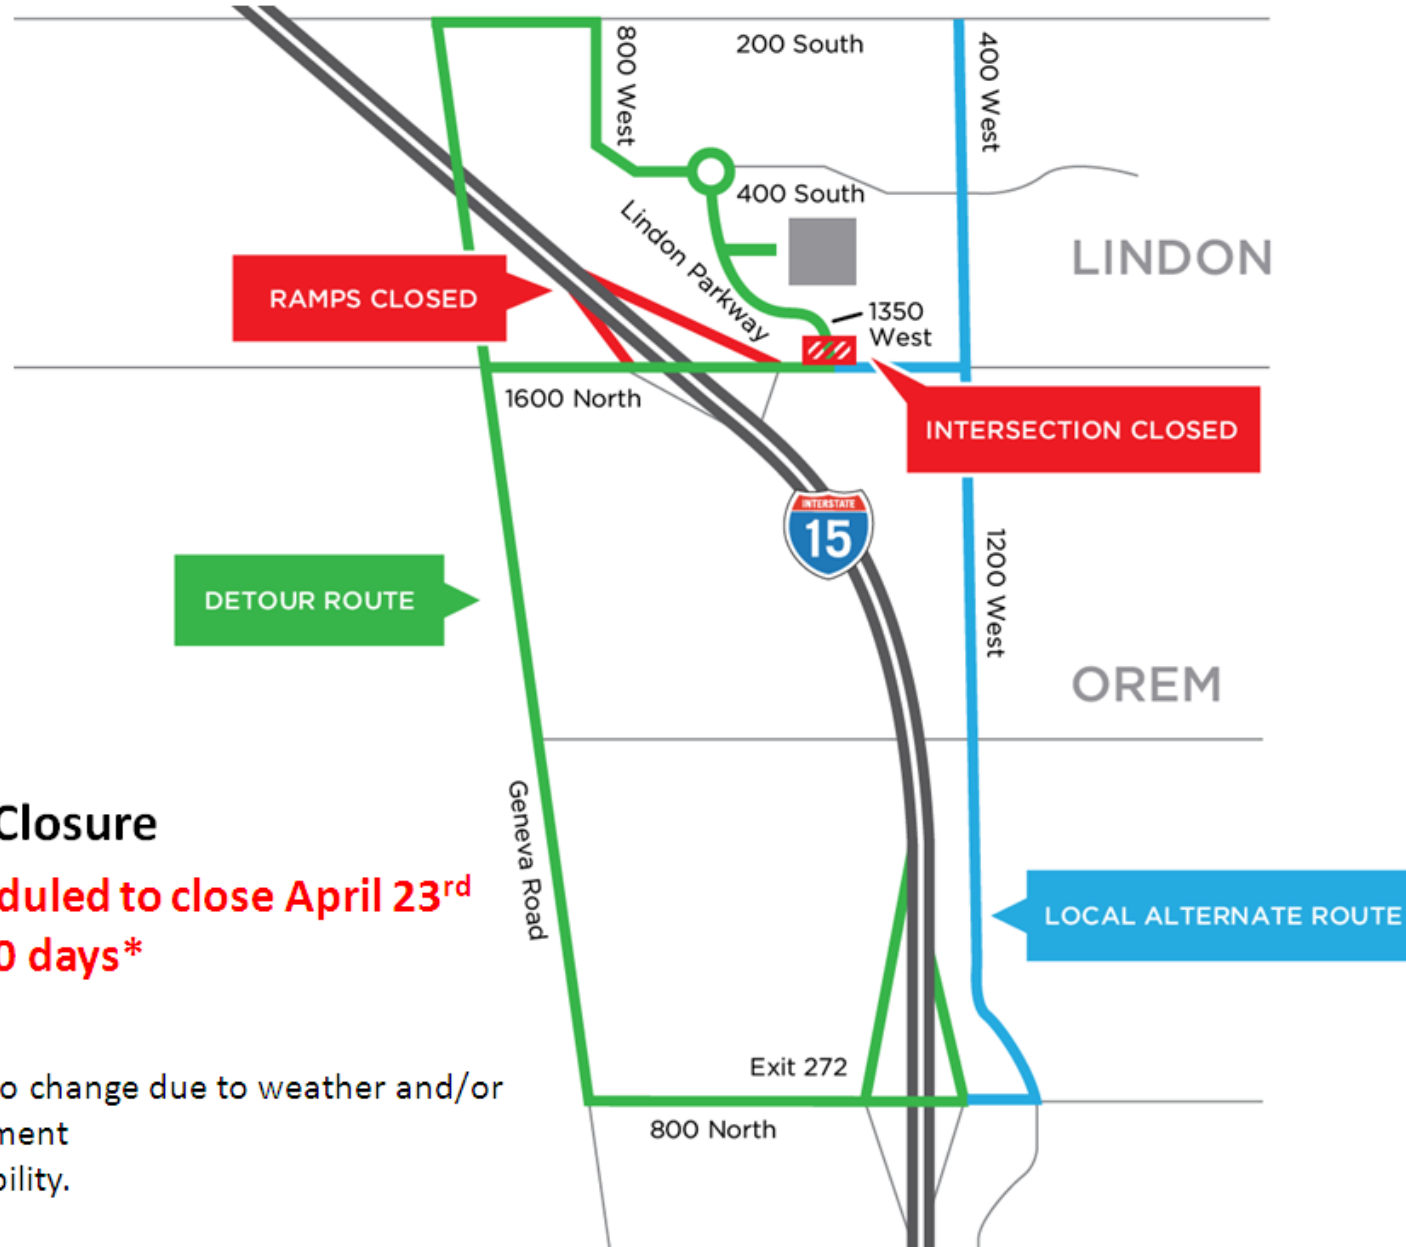 200 South
800 West
400 West
400 South
Lindon Parkway
LINDON
RAMPS CLOSED
1350
West
1600 North
INTERSECTION CLOSED
INTERSTATE
15
1200 West
DETOUR ROUTE
OREM
Geneva Road
Closure
duled to close April 23rd
0 days*
LOCAL ALTERNATE ROUTE
Exit 272
o change due to weather and/or
ment
bility.
800 North